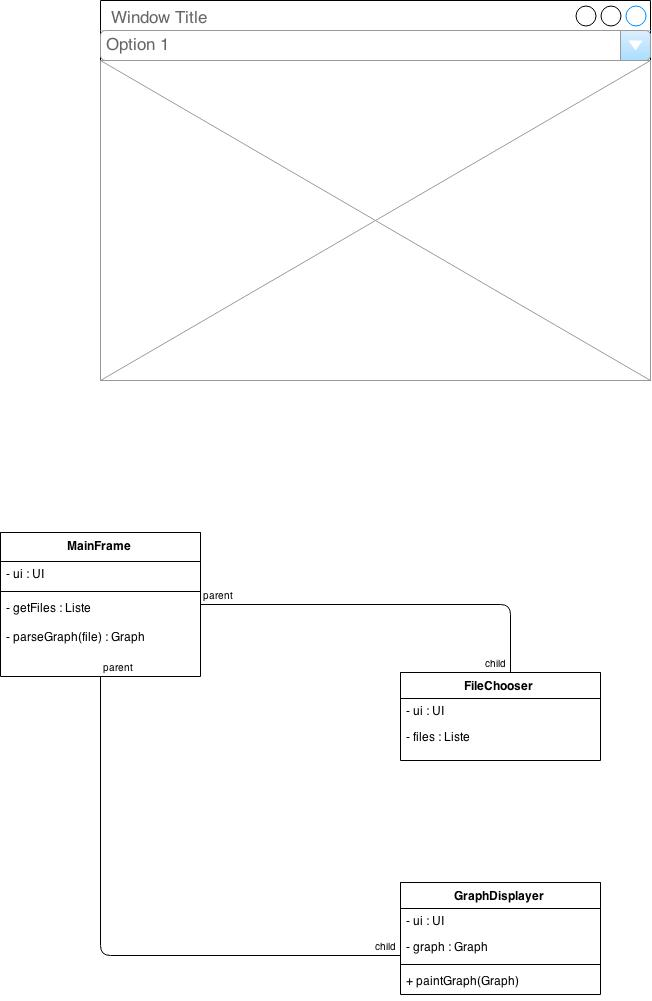 Window Title
Option 1
MainFrame
- ui : UI
- getFiles : Liste
- parseGraph(file) : Graph
parent
parent
child
FileChooser
- ui : UI
- files : Liste
GraphDisplayer
- ui : UI
- graph : Graph
child
+ paintGraph(Graph)